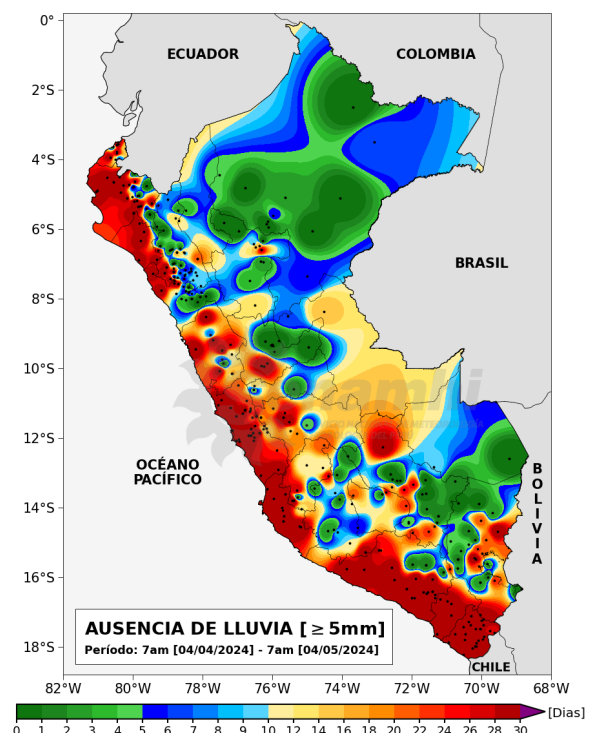 0°
2°S
4°S
6°S
8°S
10°S
12°S
14°S
16°S
18°S
ECUADOR
COLOMBIA
BRASIL
OCÉANO
PACÍFICO
B
O
L
I
V
I
A
CHILE
AUSENCIA DE LLUVIA [ ≥ 5mm]
Período: 7am [04/04/2024] - 7am [04/05/2024]
82°W 80°W 78°W 76°W 74°W 72°W 70°W 68°W
0 1 2 3 4 5 6 7 8 9 10 12 14 16 18 20 22 23 24 26 28 30 [Dias]